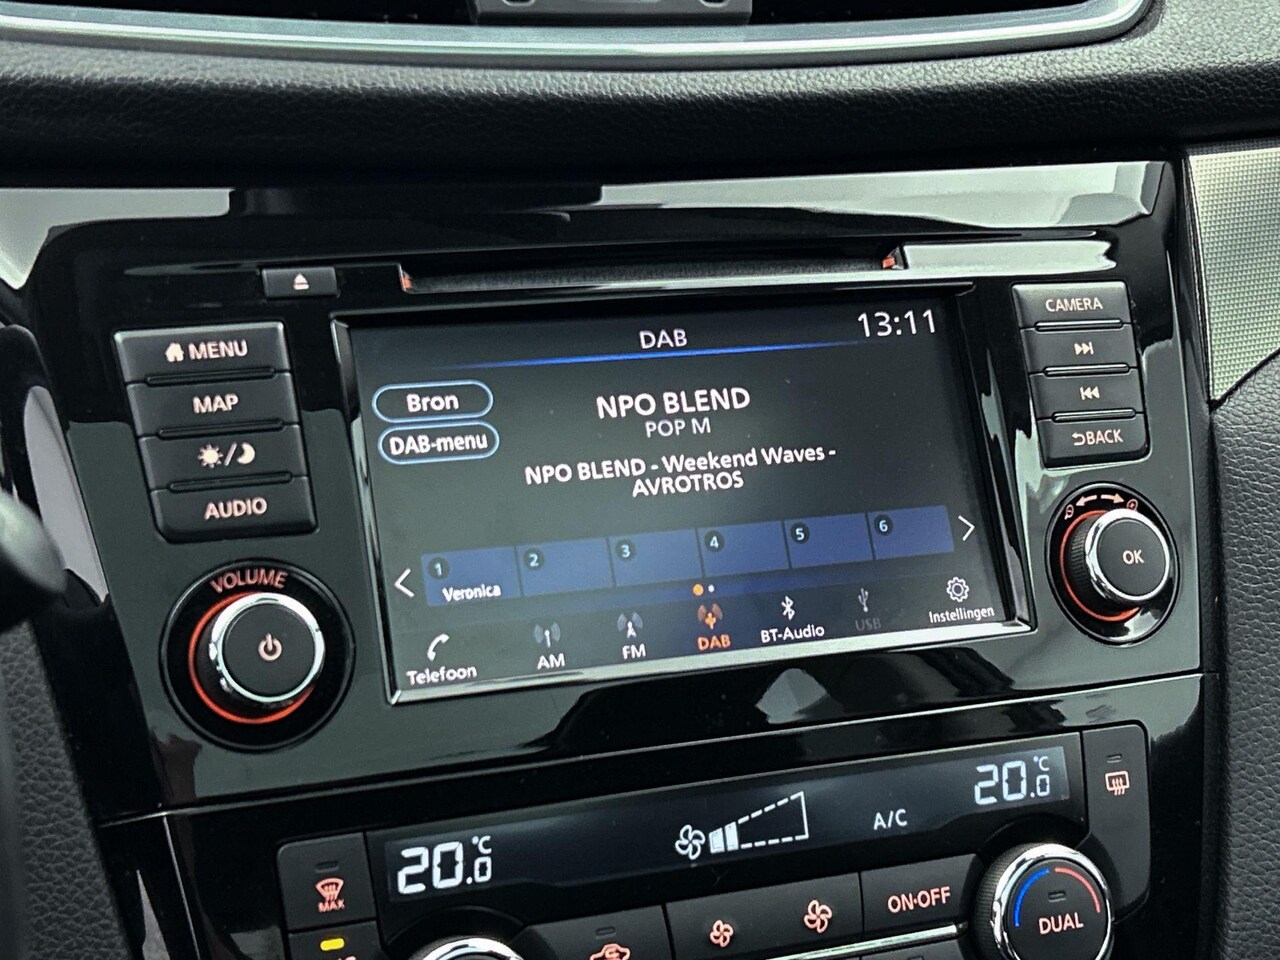 CAMERA
MENU
MAP
AUDIO
VOLUME
BACK
OK
DAB
13:11
Bron
DAB-menu
NPO BLEND
POP M
NPO BLEND - Weekend Waves -
AVROTROS
1 2 3 4 5 6
Veronica
Telefoon
AM
FM
DAB
BT-Audio
USB
Instellingen
20.0 °C
A/C
20.0 °C
MAX
ON·OFF
DUAL